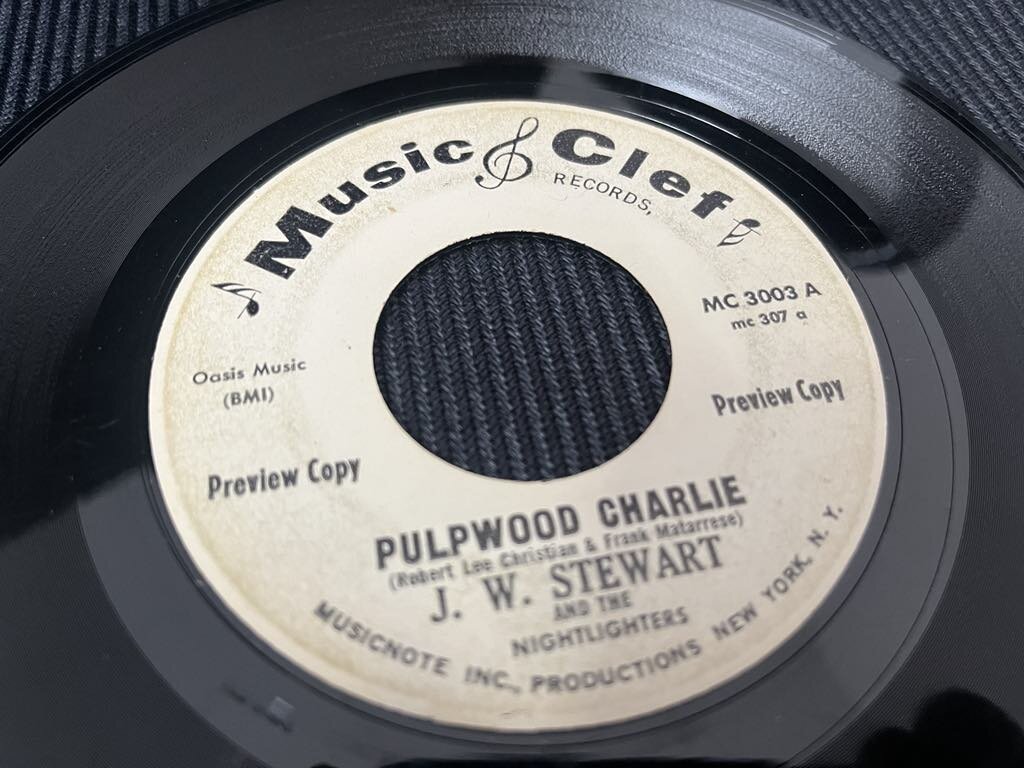 Music Clef
RECORDS,
MC 3003 A
mc 307 a
Oasis Music
(BMI)
Preview Copy
Preview Copy
PULPWOOD CHARLIE
(Robert Lee Christian & Frank Matarrese)
J. W. STEWART
AND THE
NIGHTLIGHTERS
MUSICNOTE INC., PRODUCTIONS NEW YORK, N. Y.